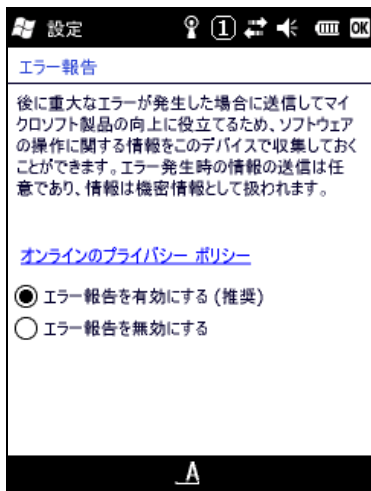 設定
1
OK
エラー報告
後に重大なエラーが発生した場合に送信してマイ
クロソフト製品の向上に役立てるため、ソフトウェア
の操作に関する情報をこのデバイスで収集しておく
ことができます。エラー発生時の情報の送信は任
意であり、情報は機密情報として扱われます。
オンラインのプライバシー ポリシー
エラー報告を有効にする (推奨)
エラー報告を無効にする
A